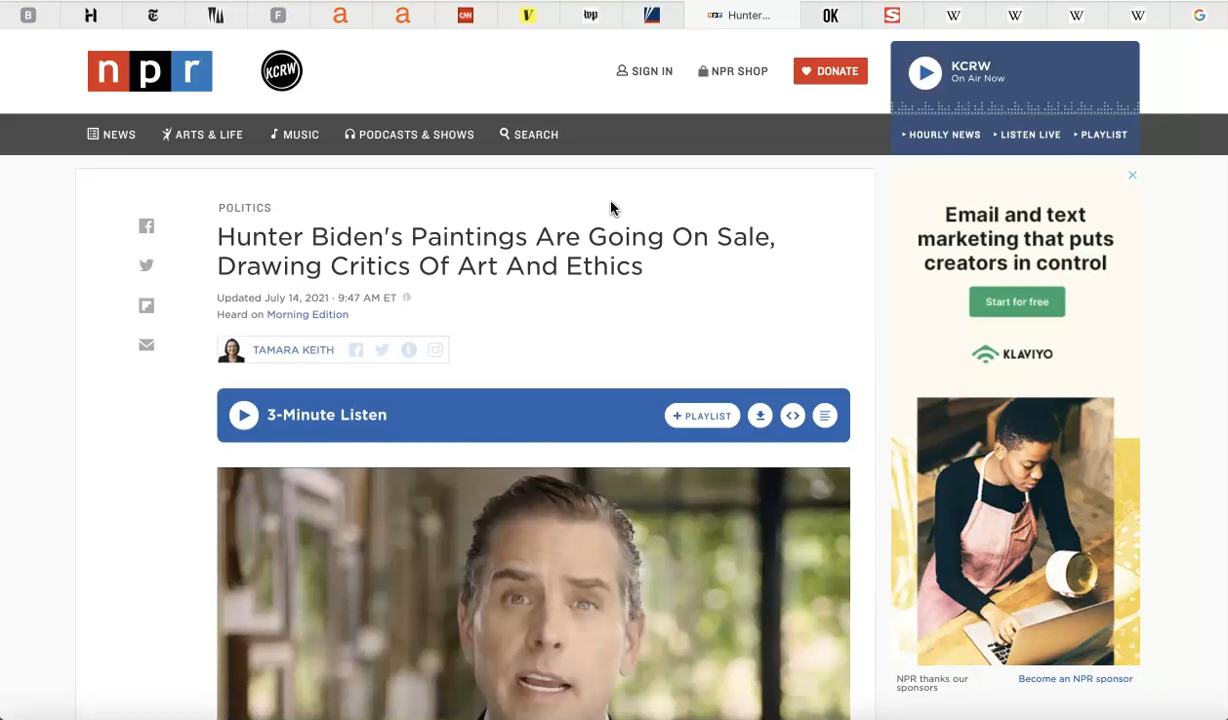 B H T W F a a CNN V wp Hunter... OK S W W W W G
npr
KCRW
SIGN IN
NPR SHOP
DONATE
KCRW
On Air Now
NEWS
ARTS & LIFE
MUSIC
PODCASTS & SHOWS
SEARCH
HOURLY NEWS
LISTEN LIVE
PLAYLIST
POLITICS
Hunter Biden's Paintings Are Going On Sale,
Drawing Critics Of Art And Ethics
Updated July 14, 2021 · 9:47 AM ET
Heard on Morning Edition
TAMARA KEITH
3-Minute Listen
+ PLAYLIST
Email and text
marketing that puts
creators in control
Start for free
KLAVIYO
NPR thanks our
sponsors
Become an NPR sponsor